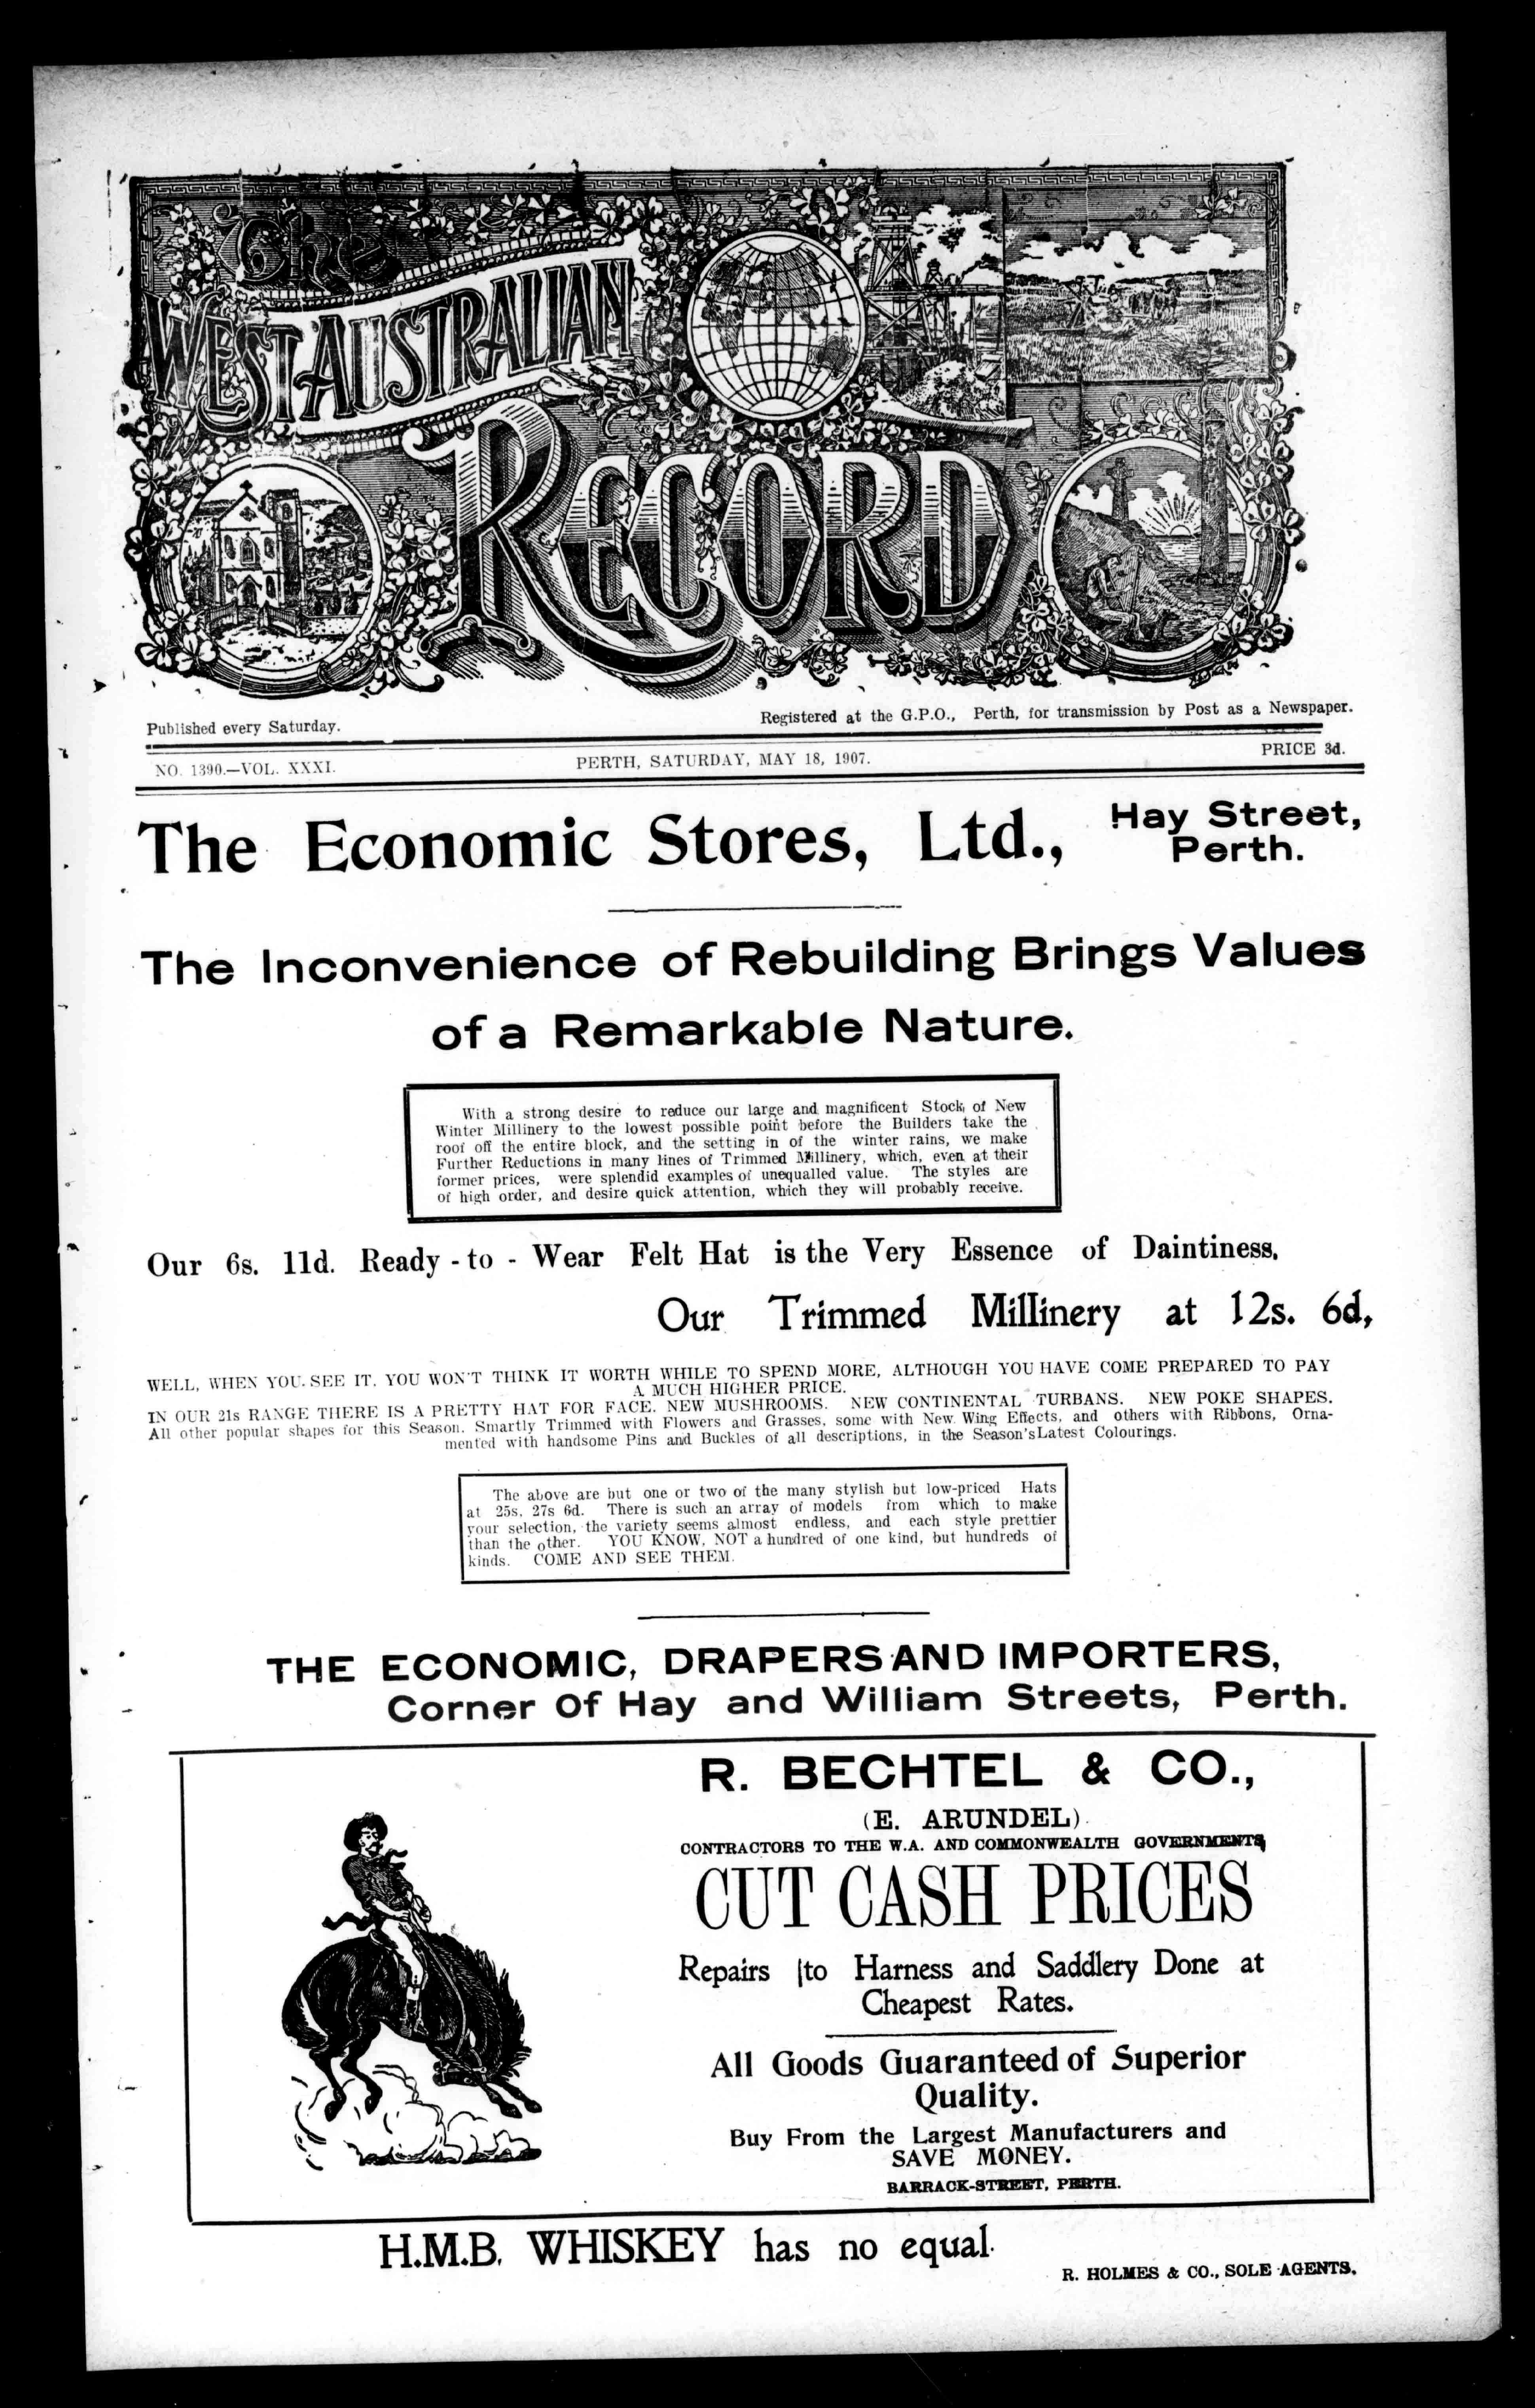 The
WEST AUSTRALIAN
RECORD
Published every Saturday.
Registered at the G.P.O., Perth, for transmission by Post as a Newspaper.
NO. 1390.—VOL. XXXI.
PERTH, SATURDAY, MAY 18, 1907.
PRICE 3d.
The Economic Stores, Ltd.,
Hay Street,
Perth.
The Inconvenience of Rebuilding Brings Values
of a Remarkable Nature.
With a strong desire to reduce our large and magnificent Stock of New
Winter Millinery to the lowest possible point before the Builders take the
roof off the entire block, and the setting in of the winter rains, we make
Further Reductions in many lines of Trimmed Millinery, which, even at their
former prices, were splendid examples of unequalled value. The styles are
of high order, and desire quick attention, which they will probably receive.
Our 6s. 11d. Ready - to - Wear Felt Hat is the Very Essence of Daintiness.
Our Trimmed Millinery at 12s. 6d,
WELL, WHEN YOU SEE IT, YOU WON'T THINK IT WORTH WHILE TO SPEND MORE, ALTHOUGH YOU HAVE COME PREPARED TO PAY
A MUCH HIGHER PRICE.
IN OUR 21s RANGE THERE IS A PRETTY HAT FOR FACE. NEW MUSHROOMS. NEW CONTINENTAL TURBANS. NEW POKE SHAPES.
All other popular shapes for this Season. Smartly Trimmed with Flowers and Grasses, some with New Wing Effects, and others with Ribbons, Orna-
mented with handsome Pins and Buckles of all descriptions, in the Season's Latest Colourings.
The above are but one or two of the many stylish but low-priced Hats
at 25s, 27s 6d. There is such an array of models from which to make
your selection, the variety seems almost endless, and each style prettier
than the other. YOU KNOW, NOT a hundred of one kind, but hundreds of
kinds. COME AND SEE THEM.
THE ECONOMIC, DRAPERS AND IMPORTERS,
Corner Of Hay and William Streets, Perth.
R. BECHTEL & CO.,
(E. ARUNDEL)
CONTRACTORS TO THE W.A. AND COMMONWEALTH GOVERNMENTS
CUT CASH PRICES
Repairs to Harness and Saddlery Done at
Cheapest Rates.
All Goods Guaranteed of Superior
Quality.
Buy From the Largest Manufacturers and
SAVE MONEY.
BARRACK-STREET, PERTH.
H.M.B. WHISKEY has no equal.
R. HOLMES & CO., SOLE AGENTS.